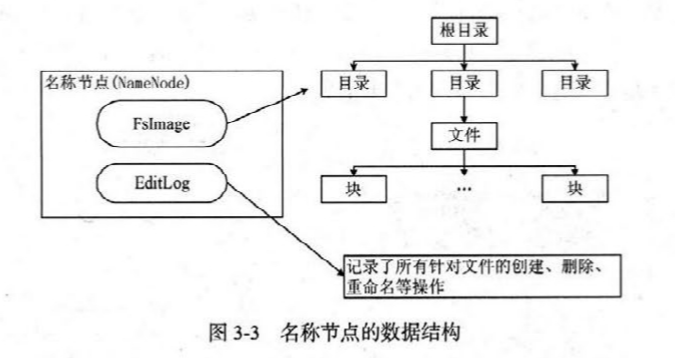 根目录
名称节点(NameNode)
目录
目录
目录
FsImage
文件
EditLog
块
…
块
记录了所有针对文件的创建、删除、
重命名等操作
图 3-3 名称节点的数据结构